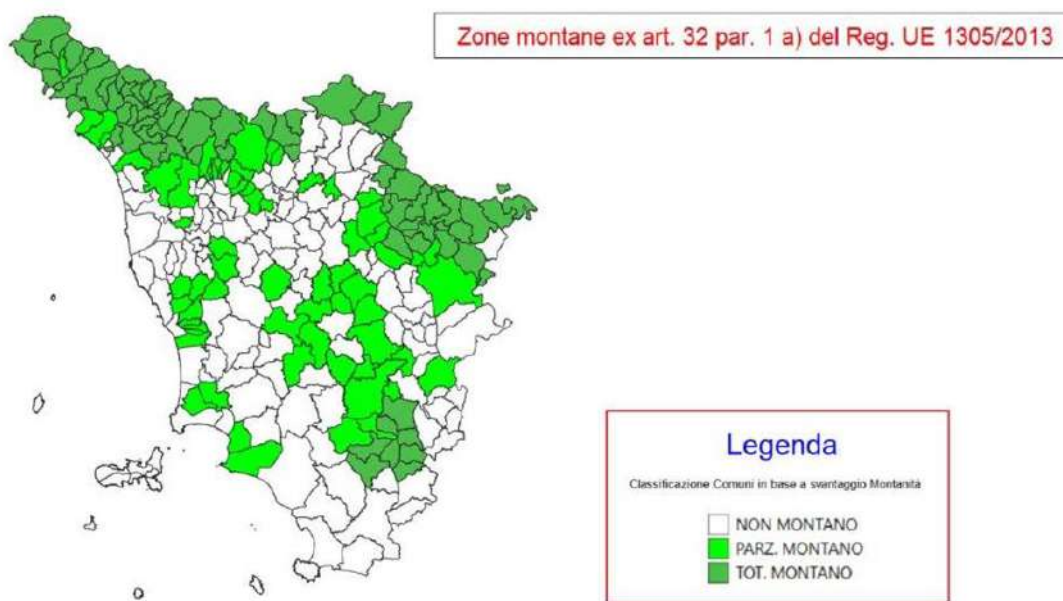 Zone montane ex art. 32 par. 1 a) del Reg. UE 1305/2013
Legenda
Classificazione Comuni in base a svantaggio Montanità
NON MONTANO
PARZ. MONTANO
TOT. MONTANO